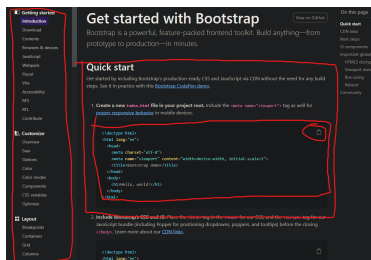 Getting started
Introduction
Download
Contents
Browsers & devices
JavaScript
Webpack
Parcel
Vite
Accessibility
RFS
RTL
Contribute
Customize
Overview
Sass
Options
Color
Color modes
Components
CSS variables
Optimize
Layout
Breakpoints
Containers
Grid
Columns
Get started with Bootstrap
View on GitHub
Bootstrap is a powerful, feature-packed frontend toolkit. Build anything—from
prototype to production—in minutes.
Quick start
Get started by including Bootstrap's production-ready CSS and JavaScript via CDN without the need for any build
steps. See it in practice with this Bootstrap CodePen demo.
1. Create a new index.html file in your project root. Include the <meta name="viewport"> tag as well for
proper responsive behavior in mobile devices.
<!doctype html>
<html lang="en">
<head>
<meta charset="utf-8">
<meta name="viewport" content="width=device-width, initial-scale=1">
<title>Bootstrap demo</title>
</head>
<body>
<h1>Hello, world!</h1>
</body>
</html>
2. Include Bootstrap's CSS and JS. Place the <link> tag in the <head> for our CSS, and the <script> tag for our
JavaScript bundle (including Popper for positioning dropdowns, poppers, and tooltips) before the closing
</body>. Learn more about our CDN links.
<!doctype html>
<html lang="en">
On this page
Quick start
CDN links
Next steps
JS components
Important global
HTML5 doctype
Viewport meta
Box-sizing
Reboot
Community